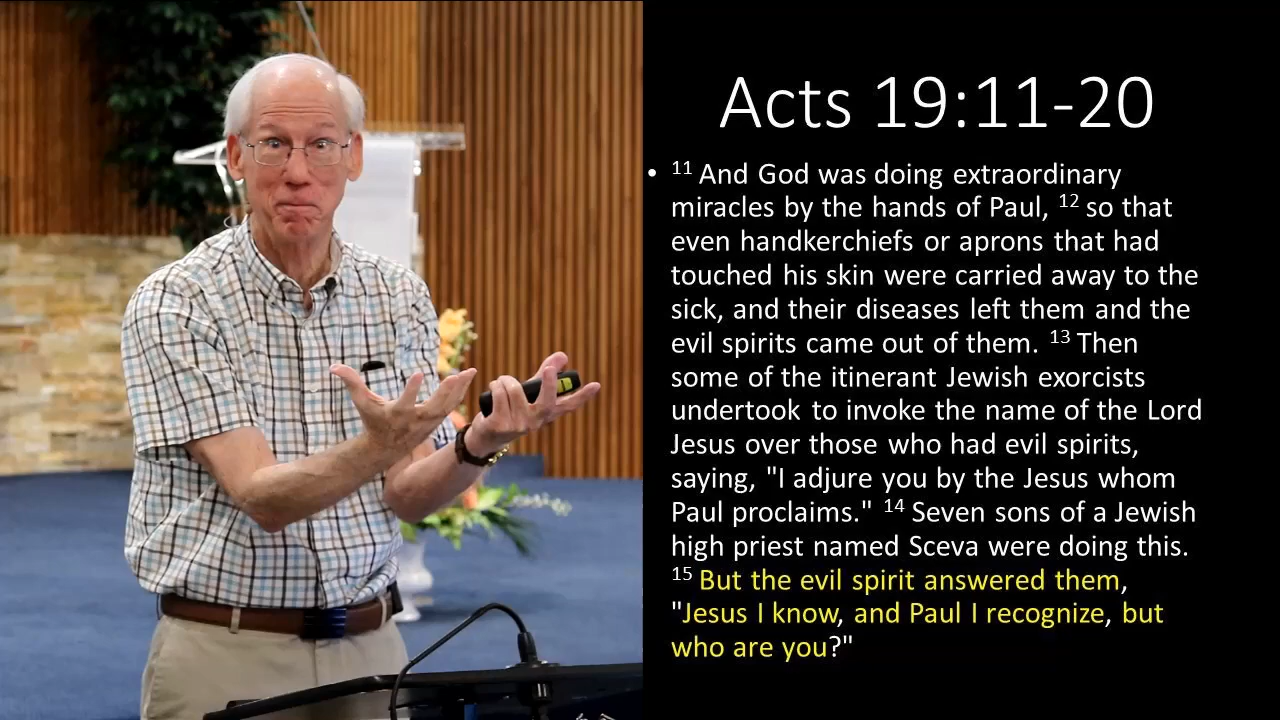 Acts 19:11-20
• 11 And God was doing extraordinary
miracles by the hands of Paul, 12 so that
even handkerchiefs or aprons that had
touched his skin were carried away to the
sick, and their diseases left them and the
evil spirits came out of them. 13 Then
some of the itinerant Jewish exorcists
undertook to invoke the name of the Lord
Jesus over those who had evil spirits,
saying, "I adjure you by the Jesus whom
Paul proclaims." 14 Seven sons of a Jewish
high priest named Sceva were doing this.
15 But the evil spirit answered them,
"Jesus I know, and Paul I recognize, but
who are you?"